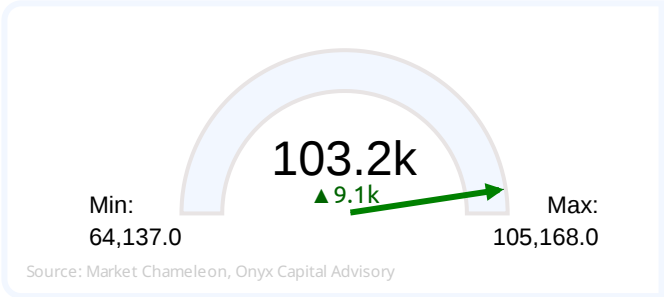 103.2k
▲9.1k
Min:
64,137.0
Max:
105,168.0
Source: Market Chameleon, Onyx Capital Advisory